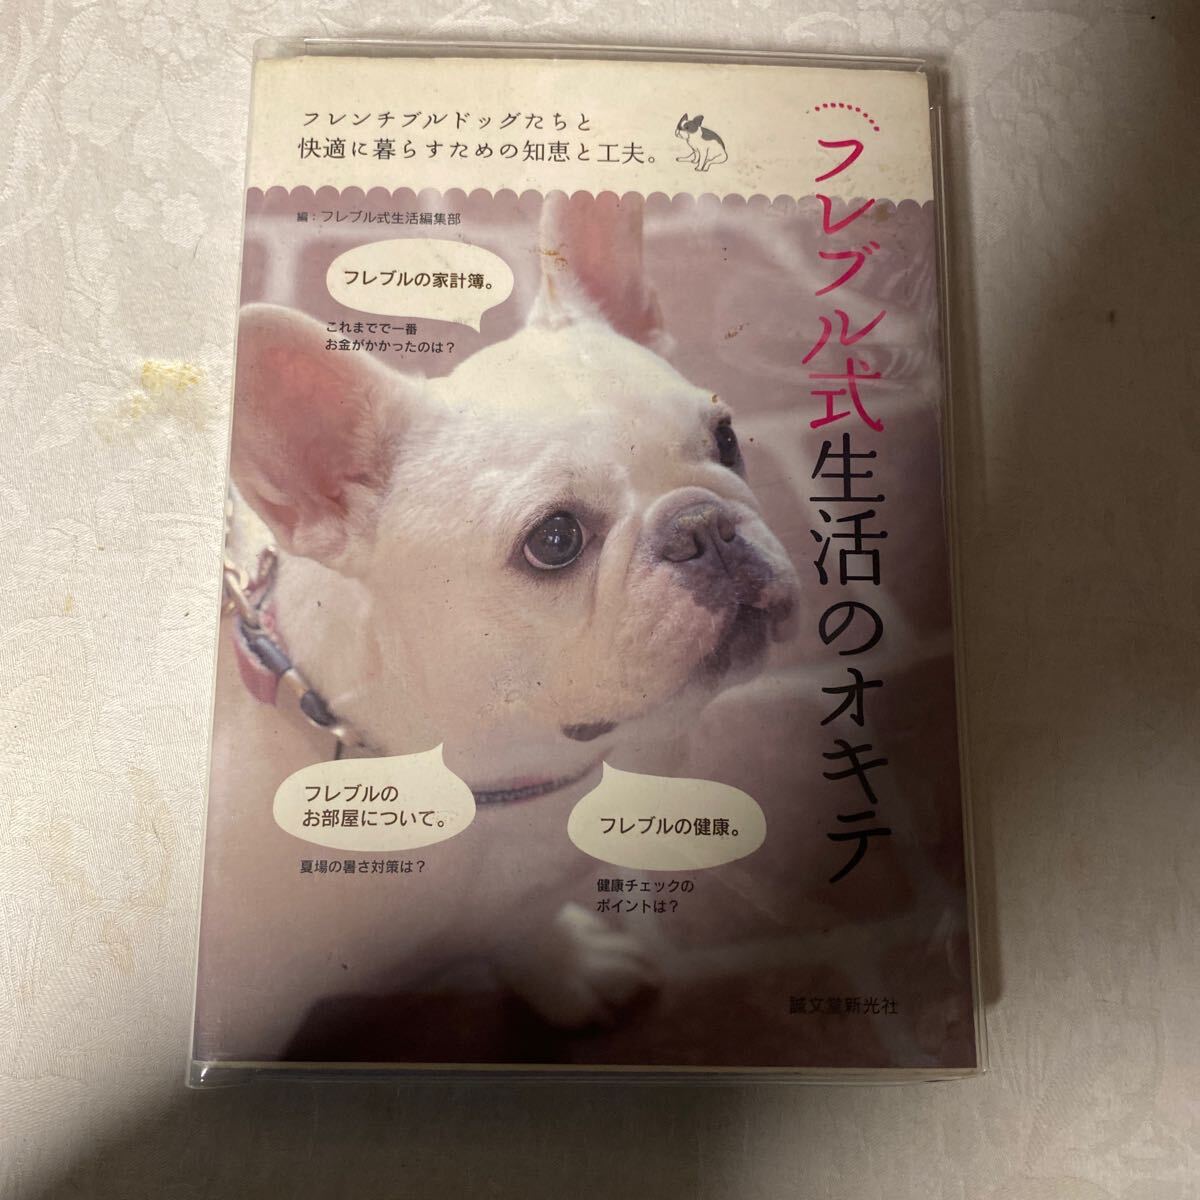 フレンチブルドッグたちと
快適に暮らすための知恵と工夫。
フレブル式生活のオキテ
編：フレブル式生活編集部
フレブルの家計簿。
これまでで一番
お金がかかったのは？
フレブルの
お部屋について。
夏場の暑さ対策は？
フレブルの健康。
健康チェックの
ポイントは？
誠文堂新光社